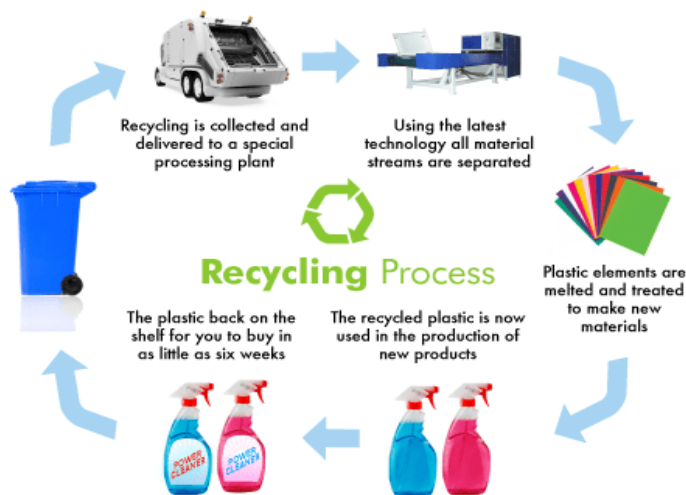 Recycling is collected and
delivered to a special
processing plant
Using the latest
technology all material
streams are separated
Recycling Process
Plastic elements are
melted and treated
to make new
materials
The recycled plastic is now
used in the production of
new products
The plastic back on the
shelf for you to buy in
as little as six weeks
POWER
CLEANER
POWER
CLEANER